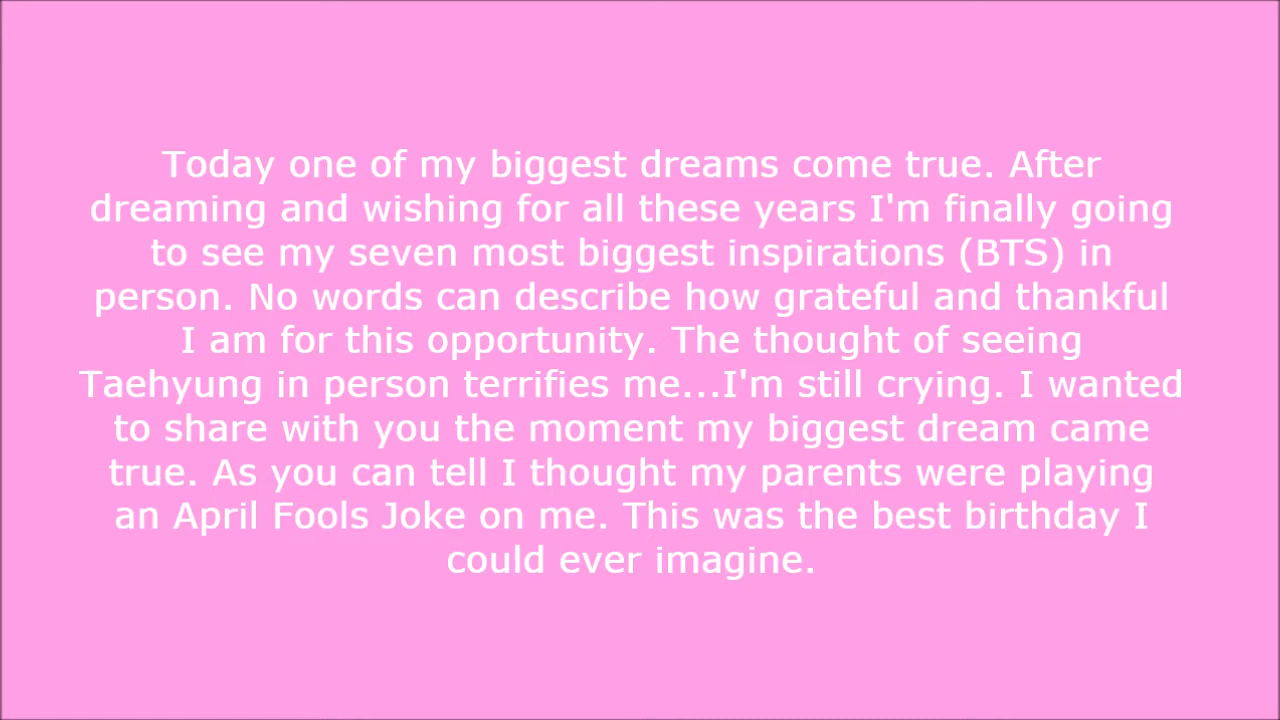 Today one of my biggest dreams come true. After
dreaming and wishing for all these years I'm finally going
to see my seven most biggest inspirations (BTS) in
person. No words can describe how grateful and thankful
I am for this opportunity. The thought of seeing
Taehyung in person terrifies me...I'm still crying. I wanted
to share with you the moment my biggest dream came
true. As you can tell I thought my parents were playing
an April Fools Joke on me. This was the best birthday I
could ever imagine.